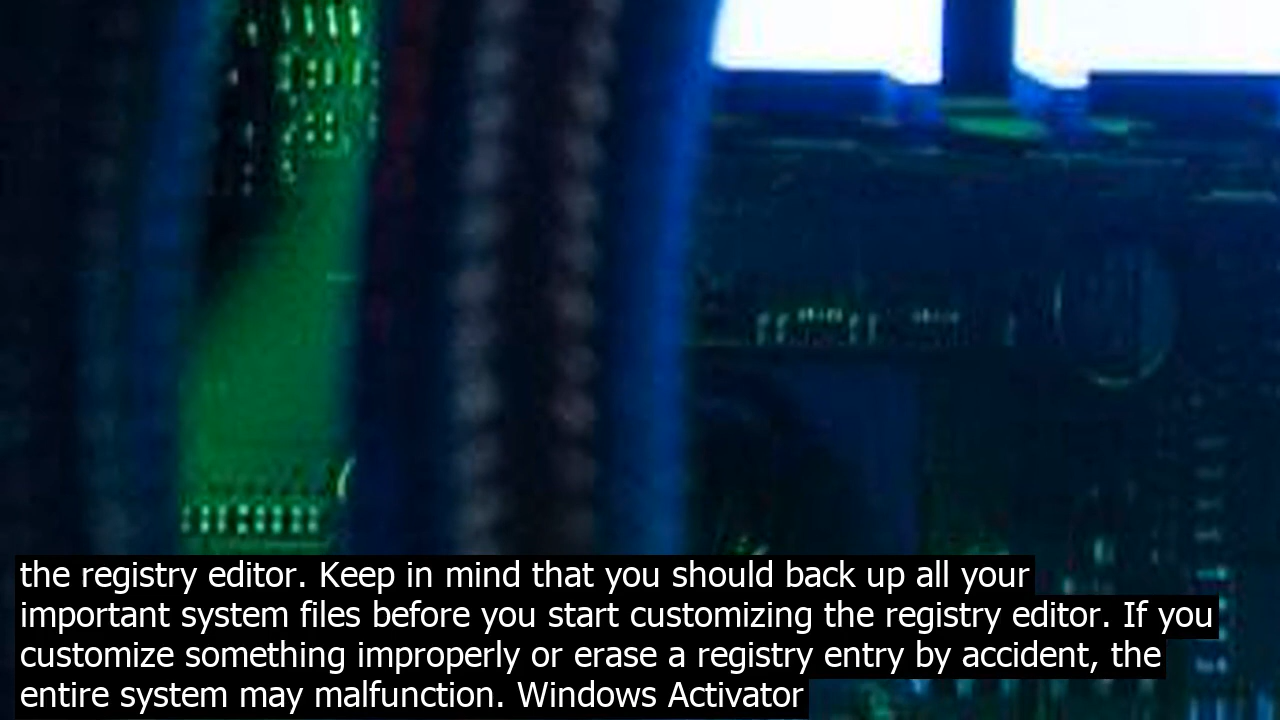 the registry editor. Keep in mind that you should back up all your
important system files before you start customizing the registry editor. If you
customize something improperly or erase a registry entry by accident, the
entire system may malfunction. Windows Activator